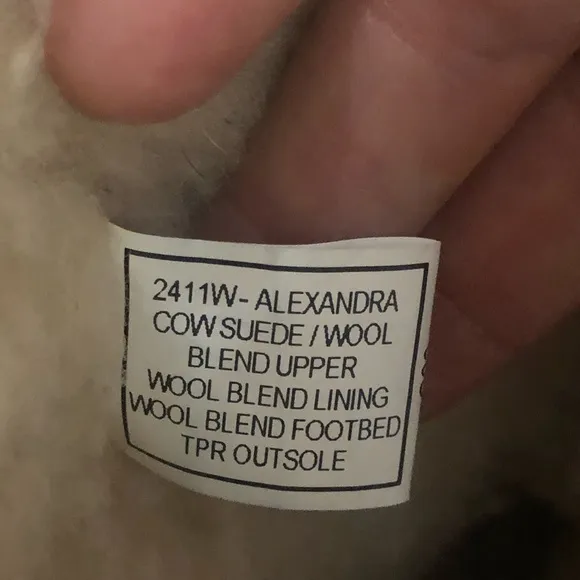 2411W- ALEXANDRA
COW SUEDE / WOOL
BLEND UPPER
WOOL BLEND LINING
WOOL BLEND FOOTBED
TPR OUTSOLE